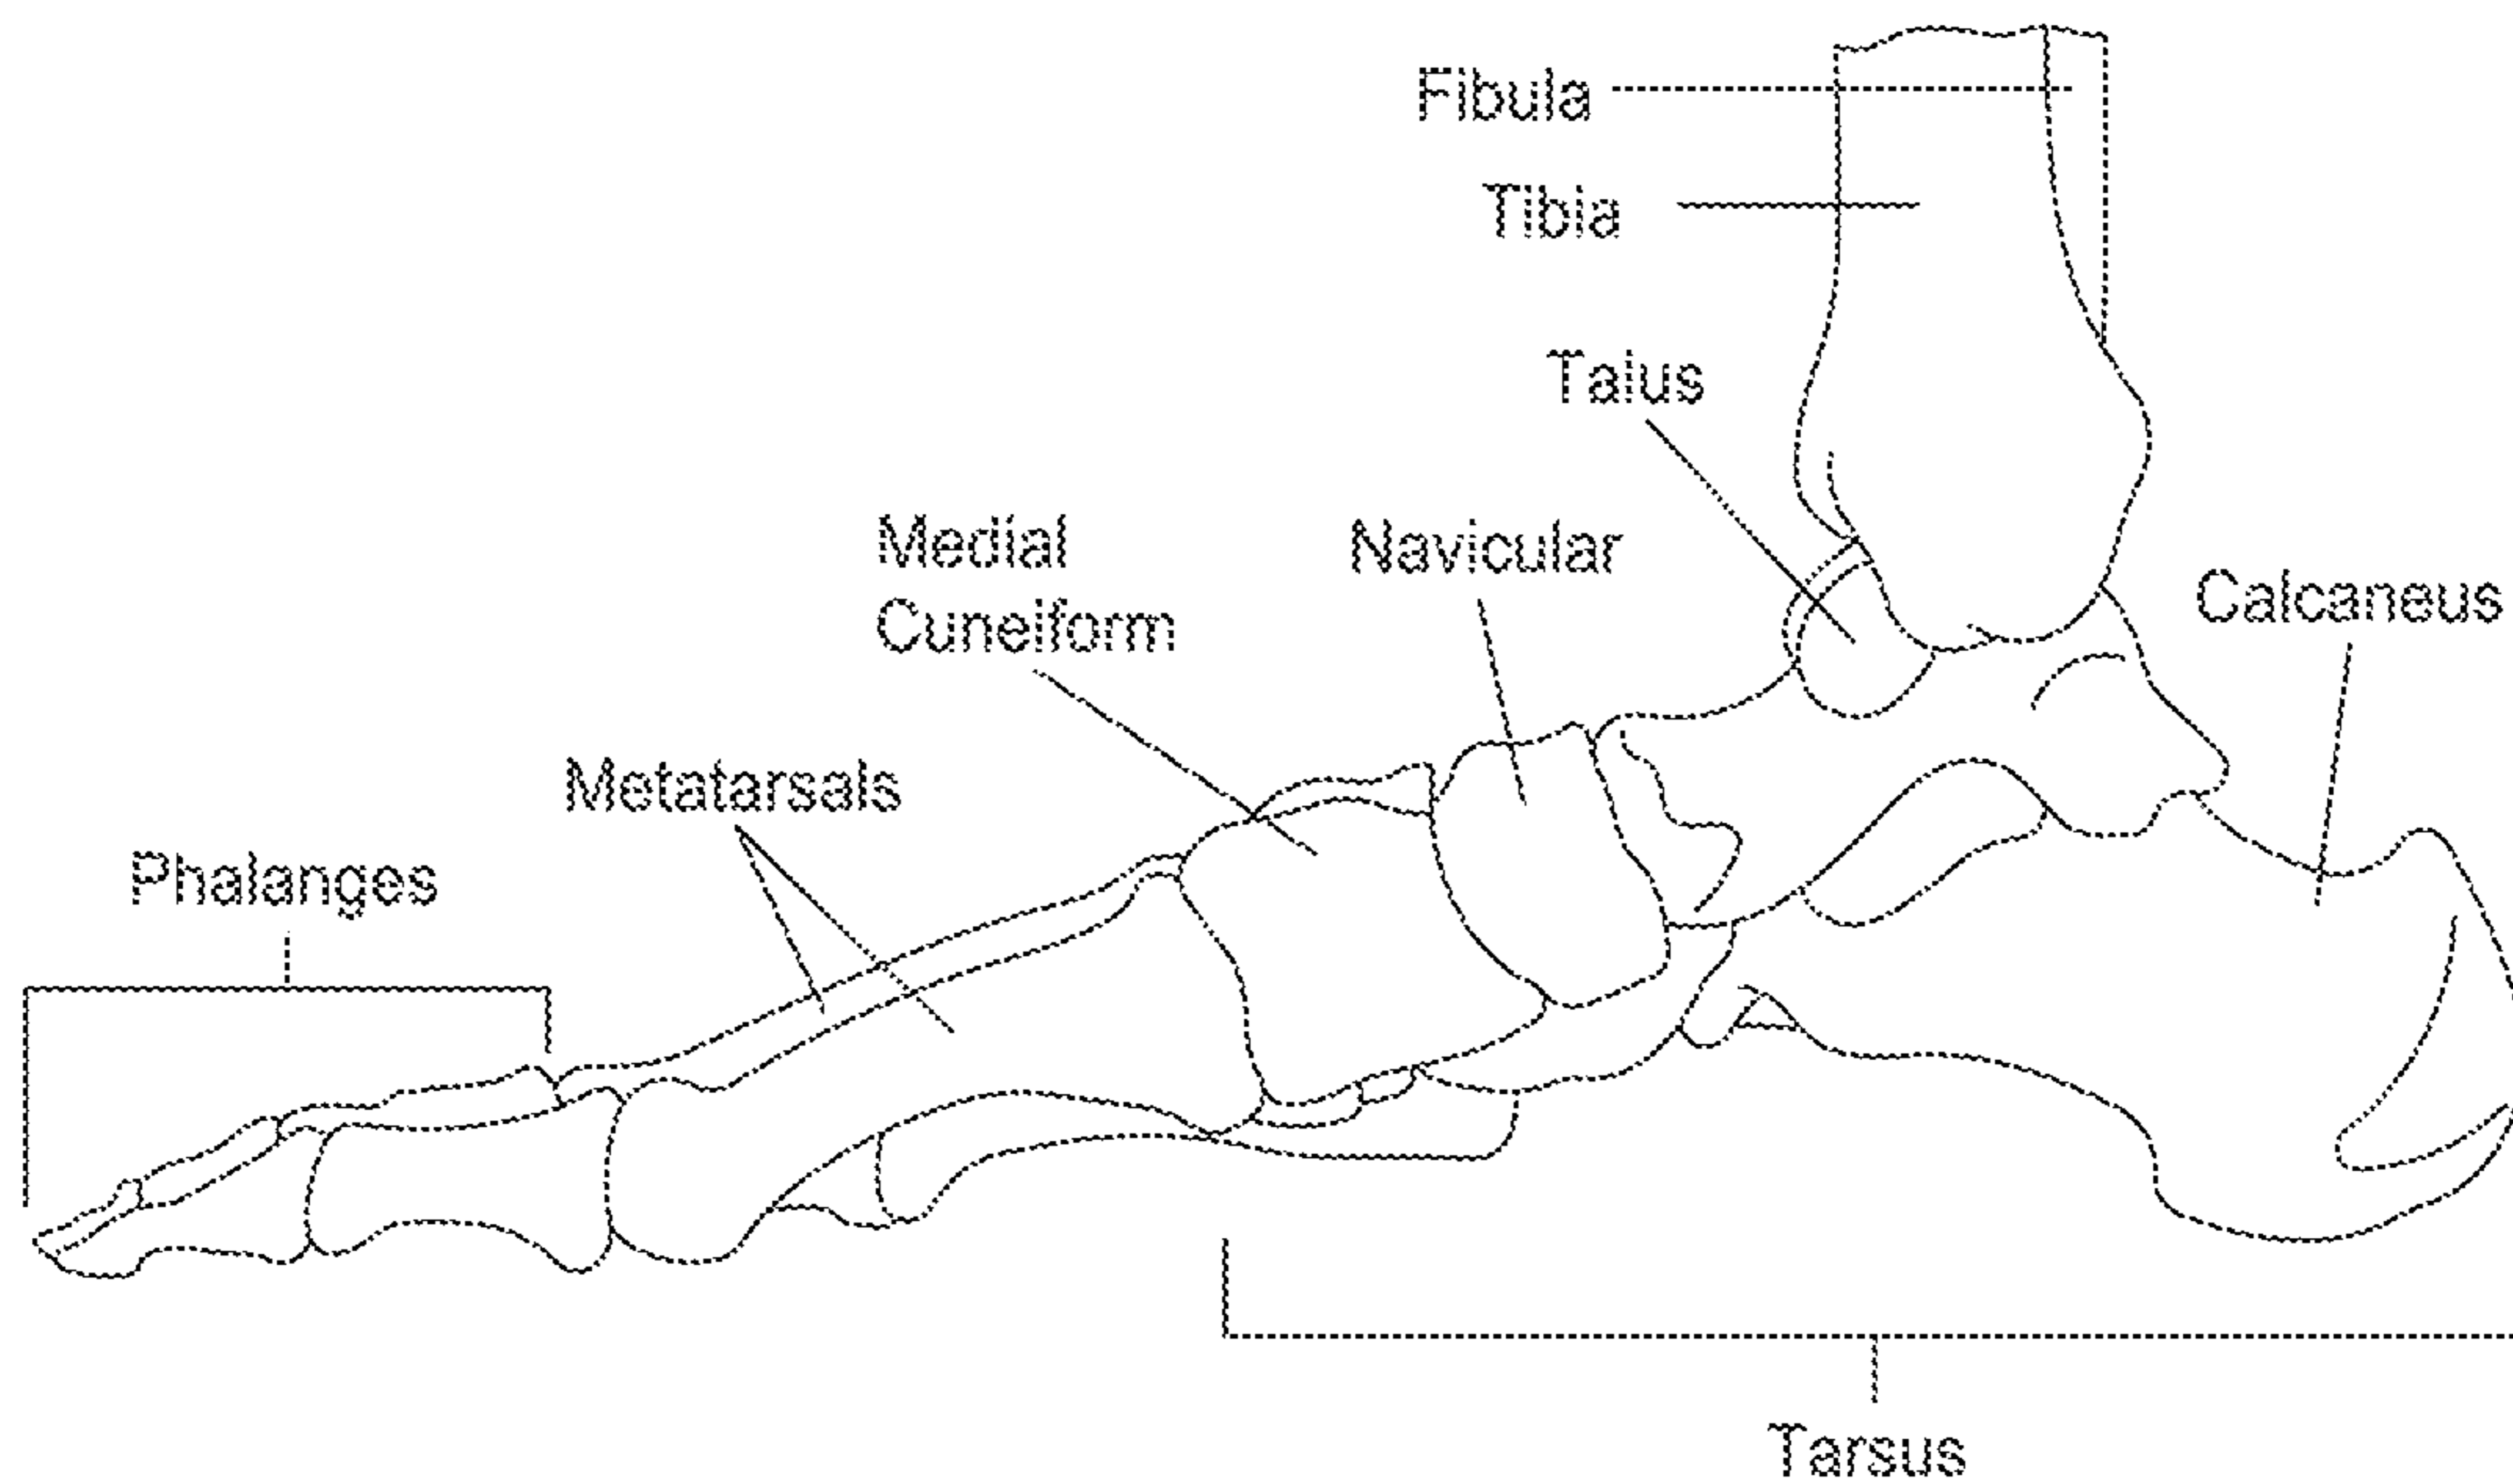 Fibula
Tibia
Talus
Medial
Cuneiform
Navicular
Calcaneus
Metatarsals
Phalanges
Tarsus